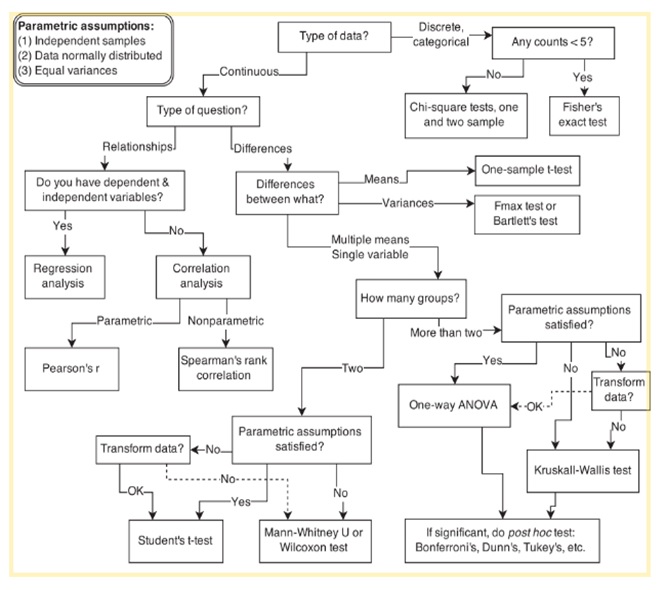 Parametric assumptions:
(1) Independent samples
(2) Data normally distributed
(3) Equal variances
Type of data?
Discrete,
categorical
Any counts < 5?
Continuous
No
Yes
Type of question?
Chi-square tests, one
and two sample
Fisher's
exact test
Relationships
Differences
Do you have dependent &
independent variables?
Differences
between what?
Means
One-sample t-test
Variances
Fmax test or
Bartlett's test
Yes
No
Multiple means
Single variable
Regression
analysis
Correlation
analysis
How many groups?
Parametric assumptions
satisfied?
Parametric
Nonparametric
More than two
Pearson's r
Spearman's rank
correlation
Two
Yes
No
No
Transform
data?
One-way ANOVA
OK
No
Parametric assumptions
satisfied?
Transform data?
No
No
Kruskall-Wallis test
OK
Yes
No
Student's t-test
Mann-Whitney U or
Wilcoxon test
If significant, do post hoc test:
Bonferroni's, Dunn's, Tukey's, etc.